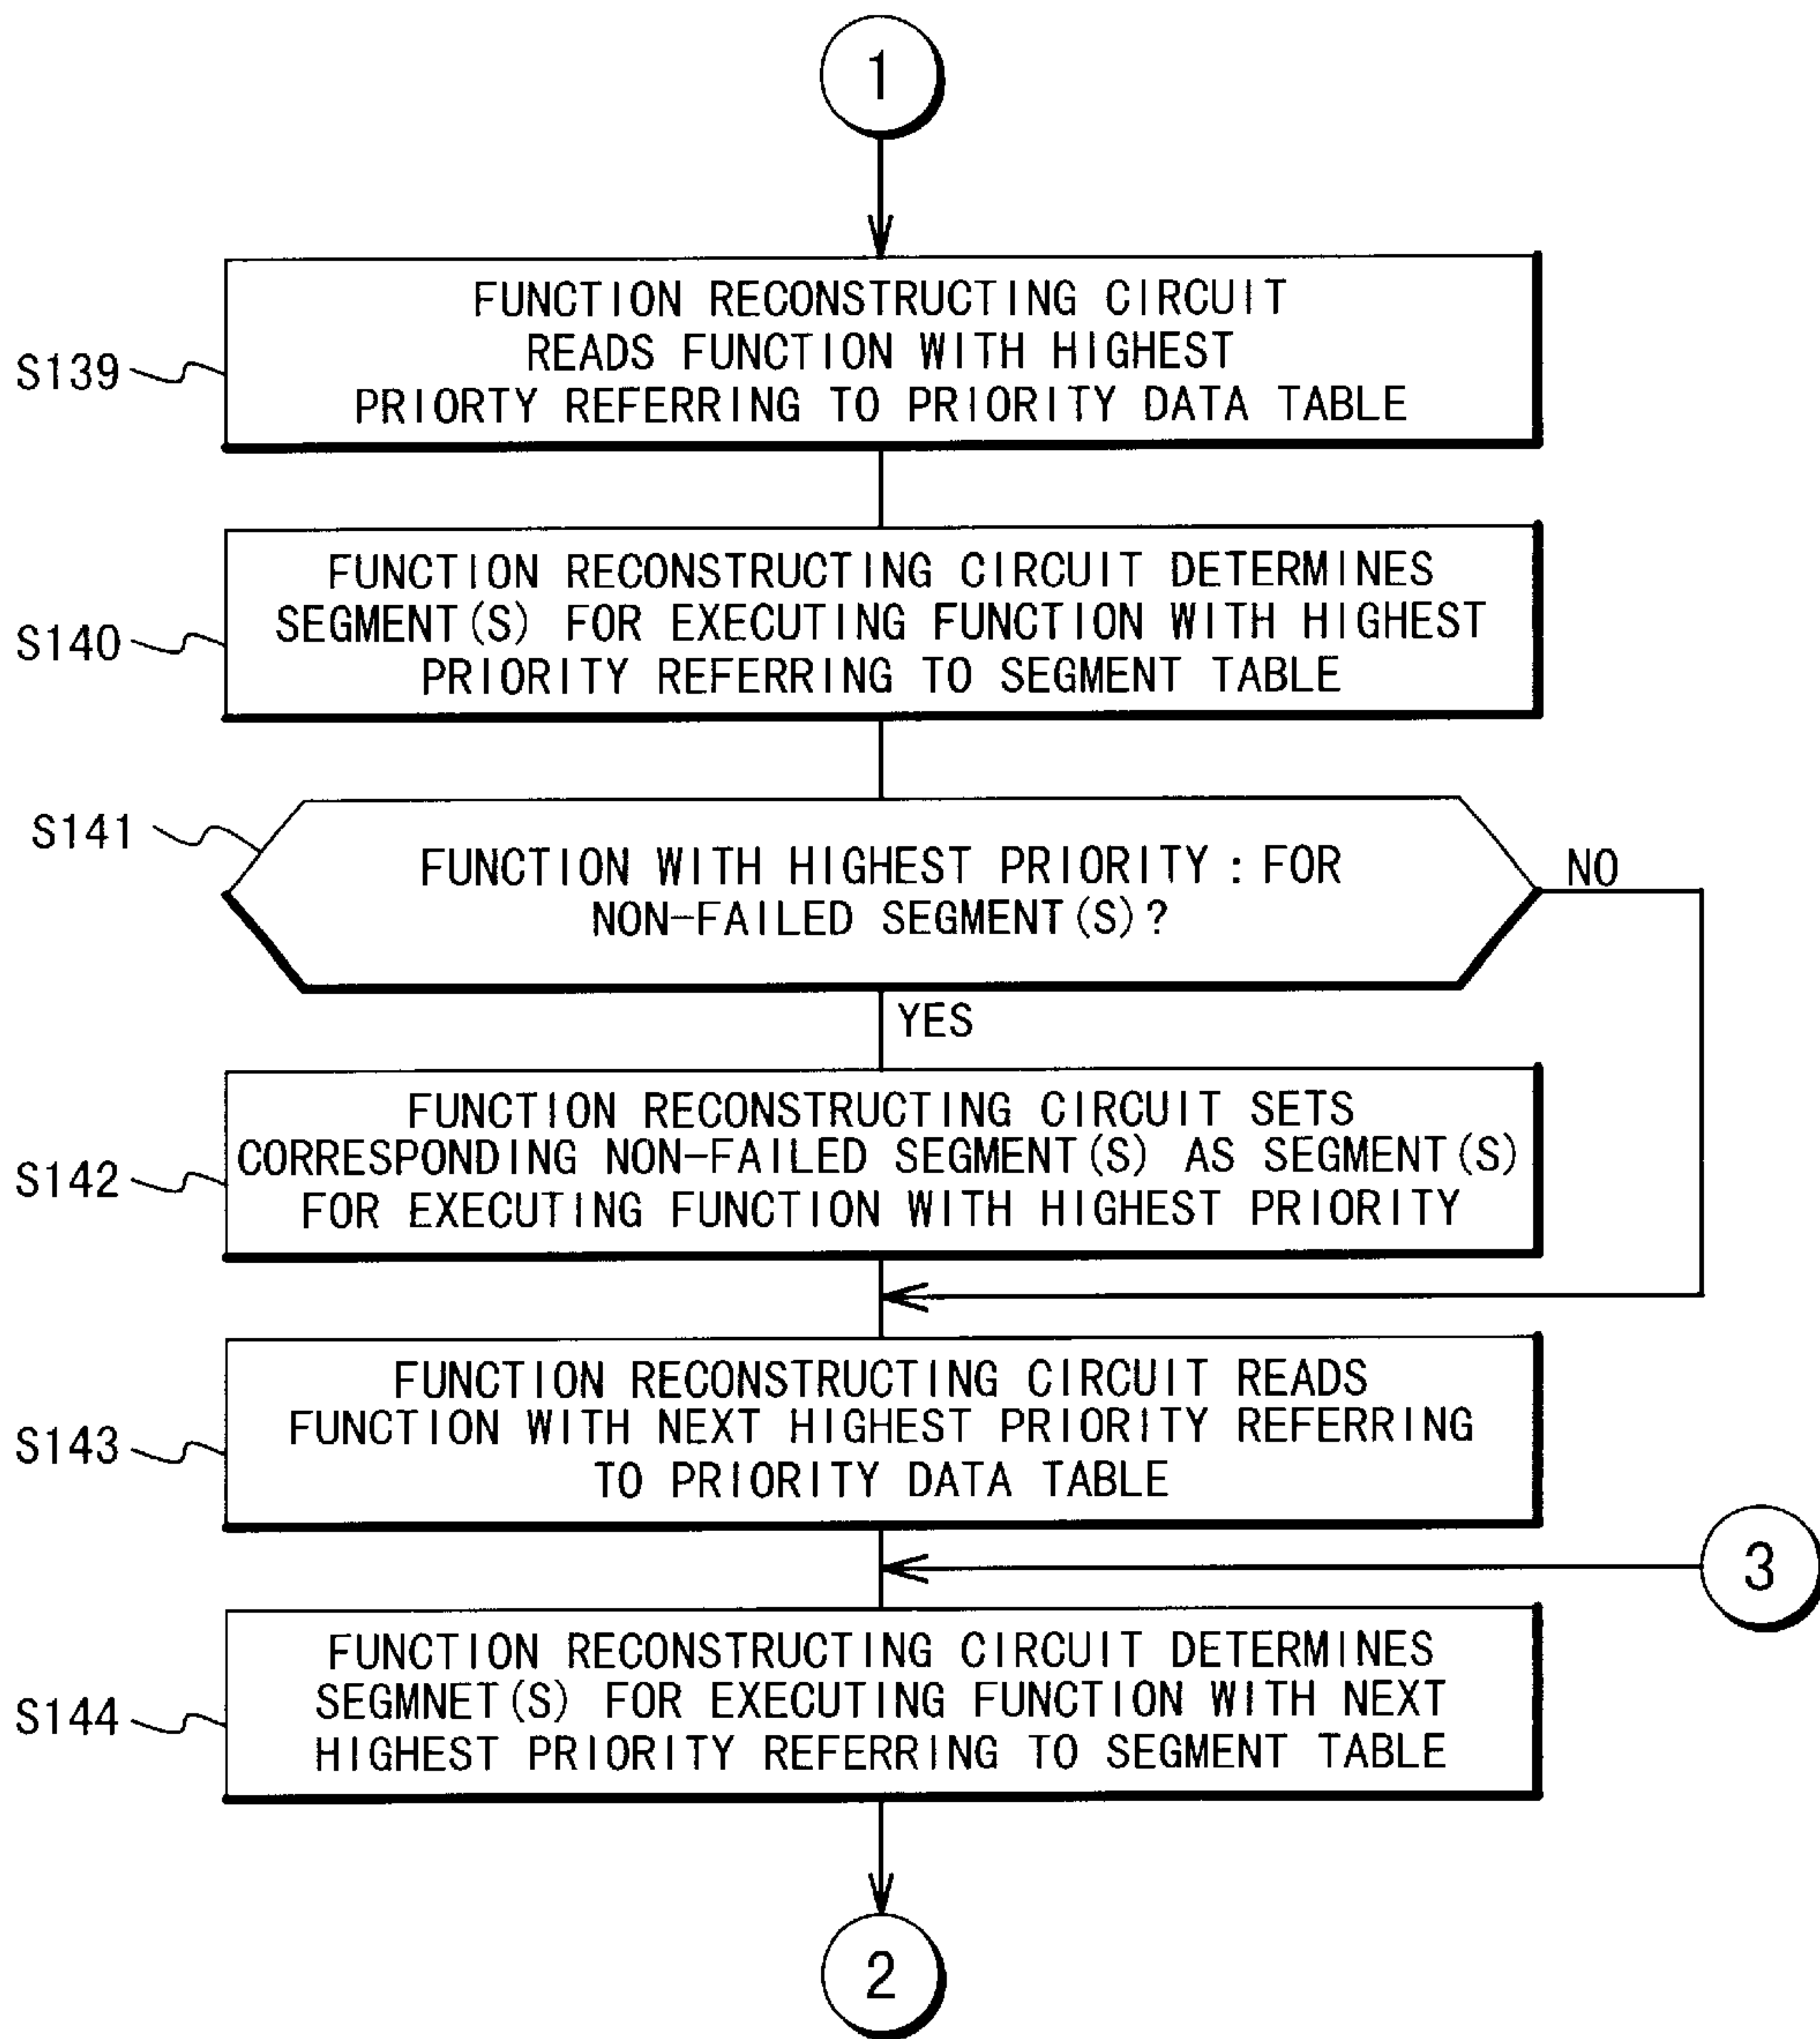 1
FUNCTION RECONSTRUCTING CIRCUIT
READS FUNCTION WITH HIGHEST
PRIORTY REFERRING TO PRIORITY DATA TABLE
S139
FUNCTION RECONSTRUCTING CIRCUIT DETERMINES
SEGMENT(S) FOR EXECUTING FUNCTION WITH HIGHEST
PRIORITY REFERRING TO SEGMENT TABLE
S140
S141
FUNCTION WITH HIGHEST PRIORITY : FOR
NON-FAILED SEGMENT(S)?
NO
YES
FUNCTION RECONSTRUCTING CIRCUIT SETS
CORRESPONDING NON-FAILED SEGMENT(S) AS SEGMENT(S)
FOR EXECUTING FUNCTION WITH HIGHEST PRIORITY
S142
FUNCTION RECONSTRUCTING CIRCUIT READS
FUNCTION WITH NEXT HIGHEST PRIORITY REFERRING
TO PRIORITY DATA TABLE
S143
3
FUNCTION RECONSTRUCTING CIRCUIT DETERMINES
SEGMNET(S) FOR EXECUTING FUNCTION WITH NEXT
HIGHEST PRIORITY REFERRING TO SEGMENT TABLE
S144
2